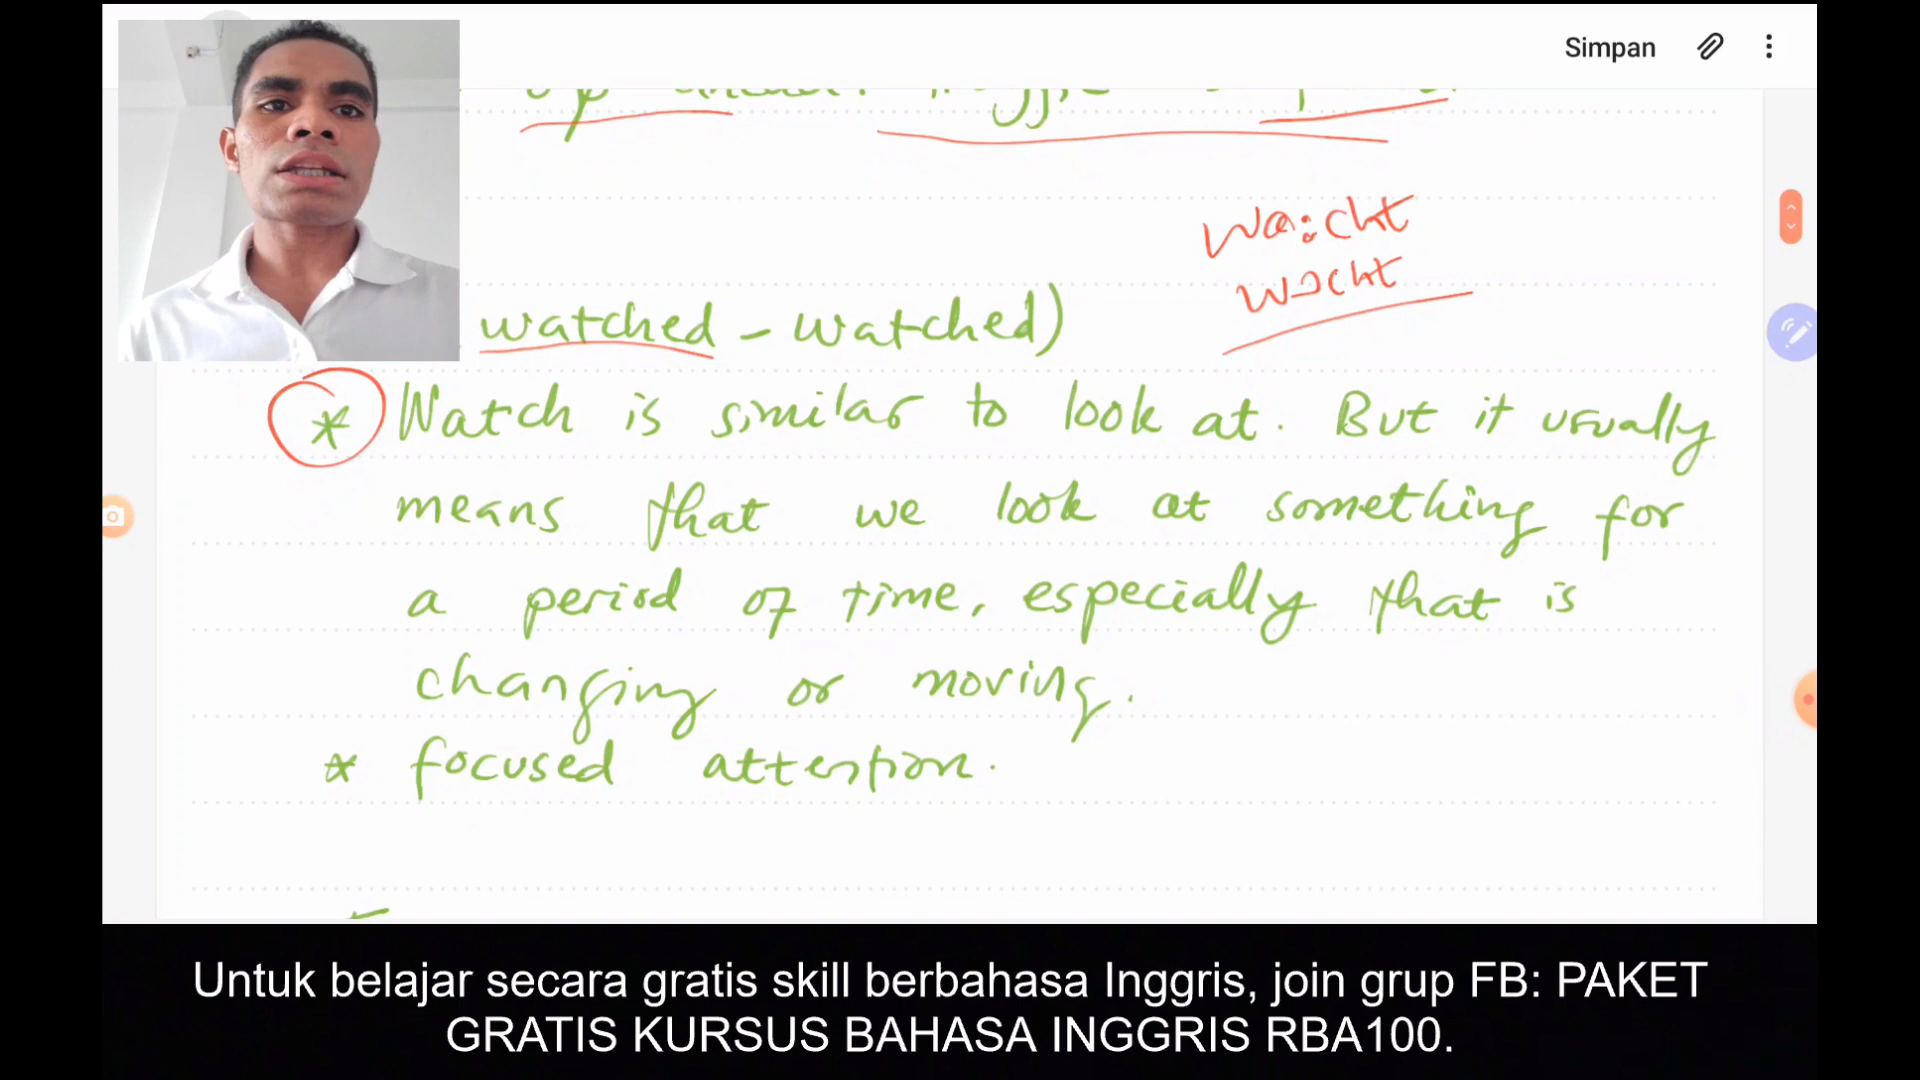 Simpan
wa:cht
wɔcht
watched - watched)
* Watch is similar to look at. But it usually
means that we look at something for
a period of time, especially that is
changing or moving.
* focused attention.
Untuk belajar secara gratis skill berbahasa Inggris, join grup FB: PAKET
GRATIS KURSUS BAHASA INGGRIS RBA100.